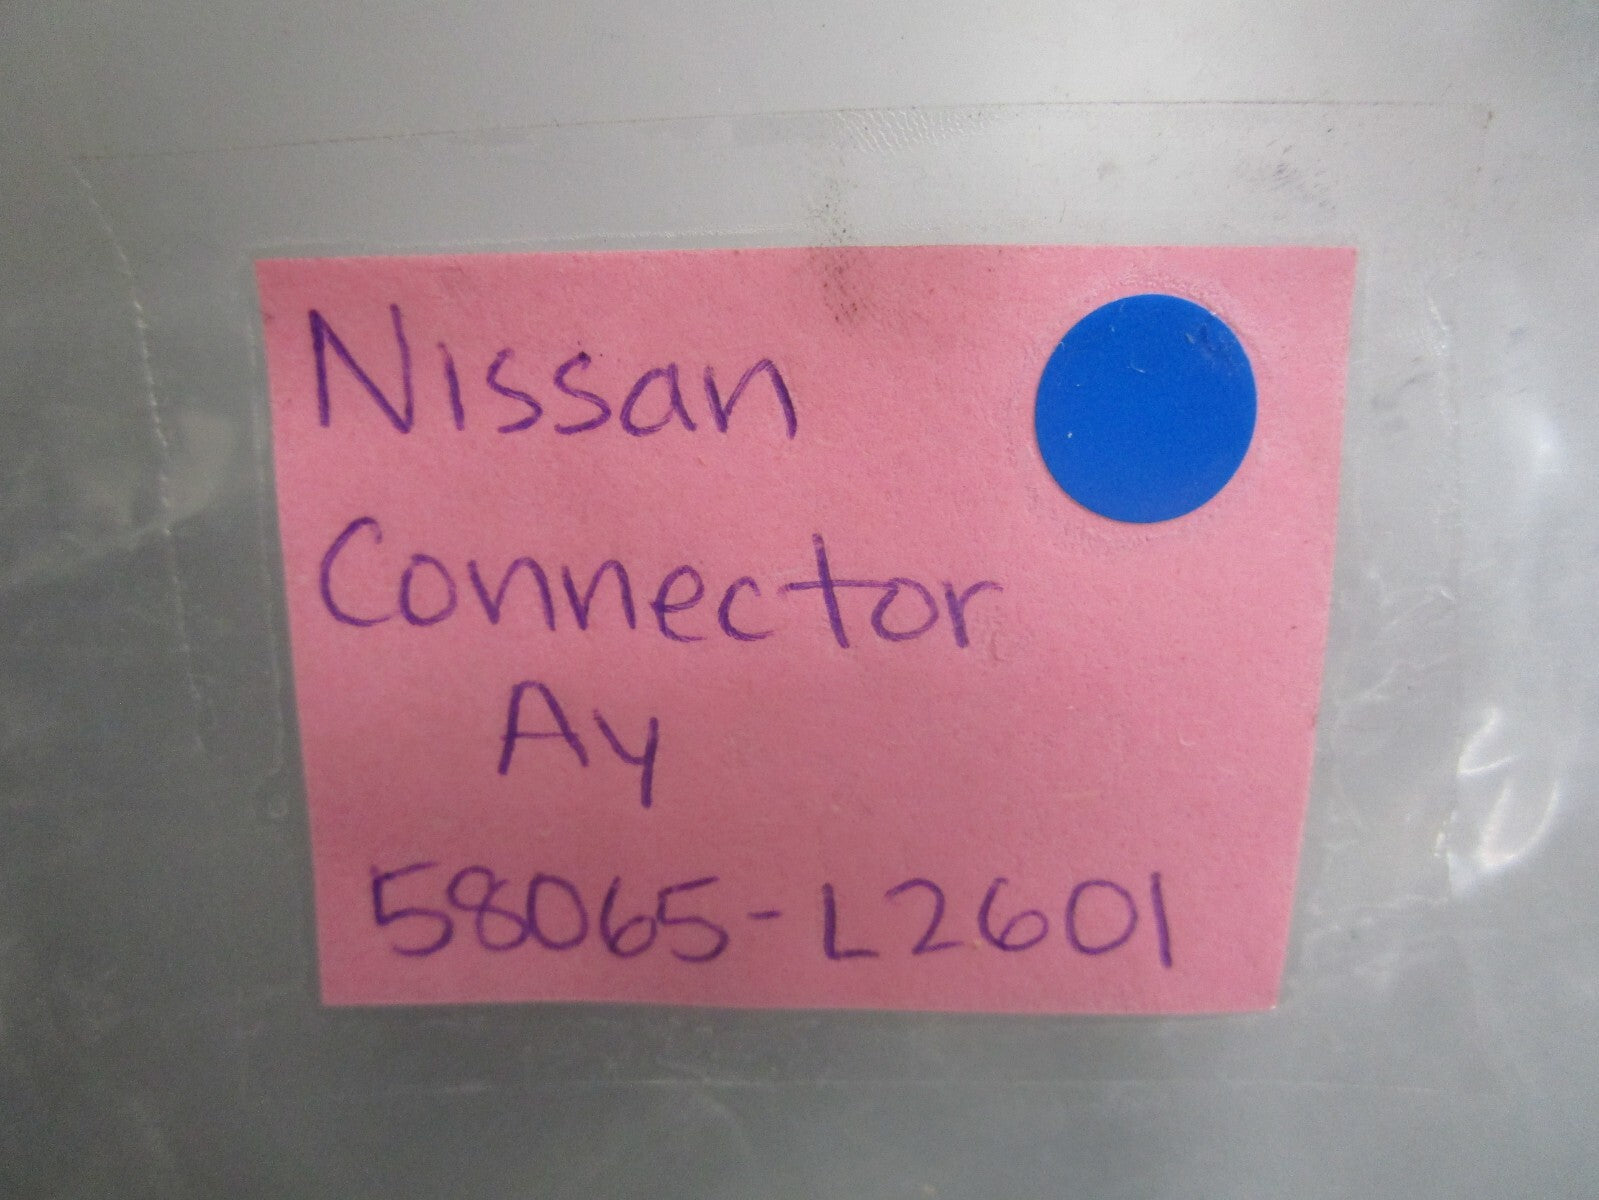 Nissan
Connector
Ay
58065-L2601